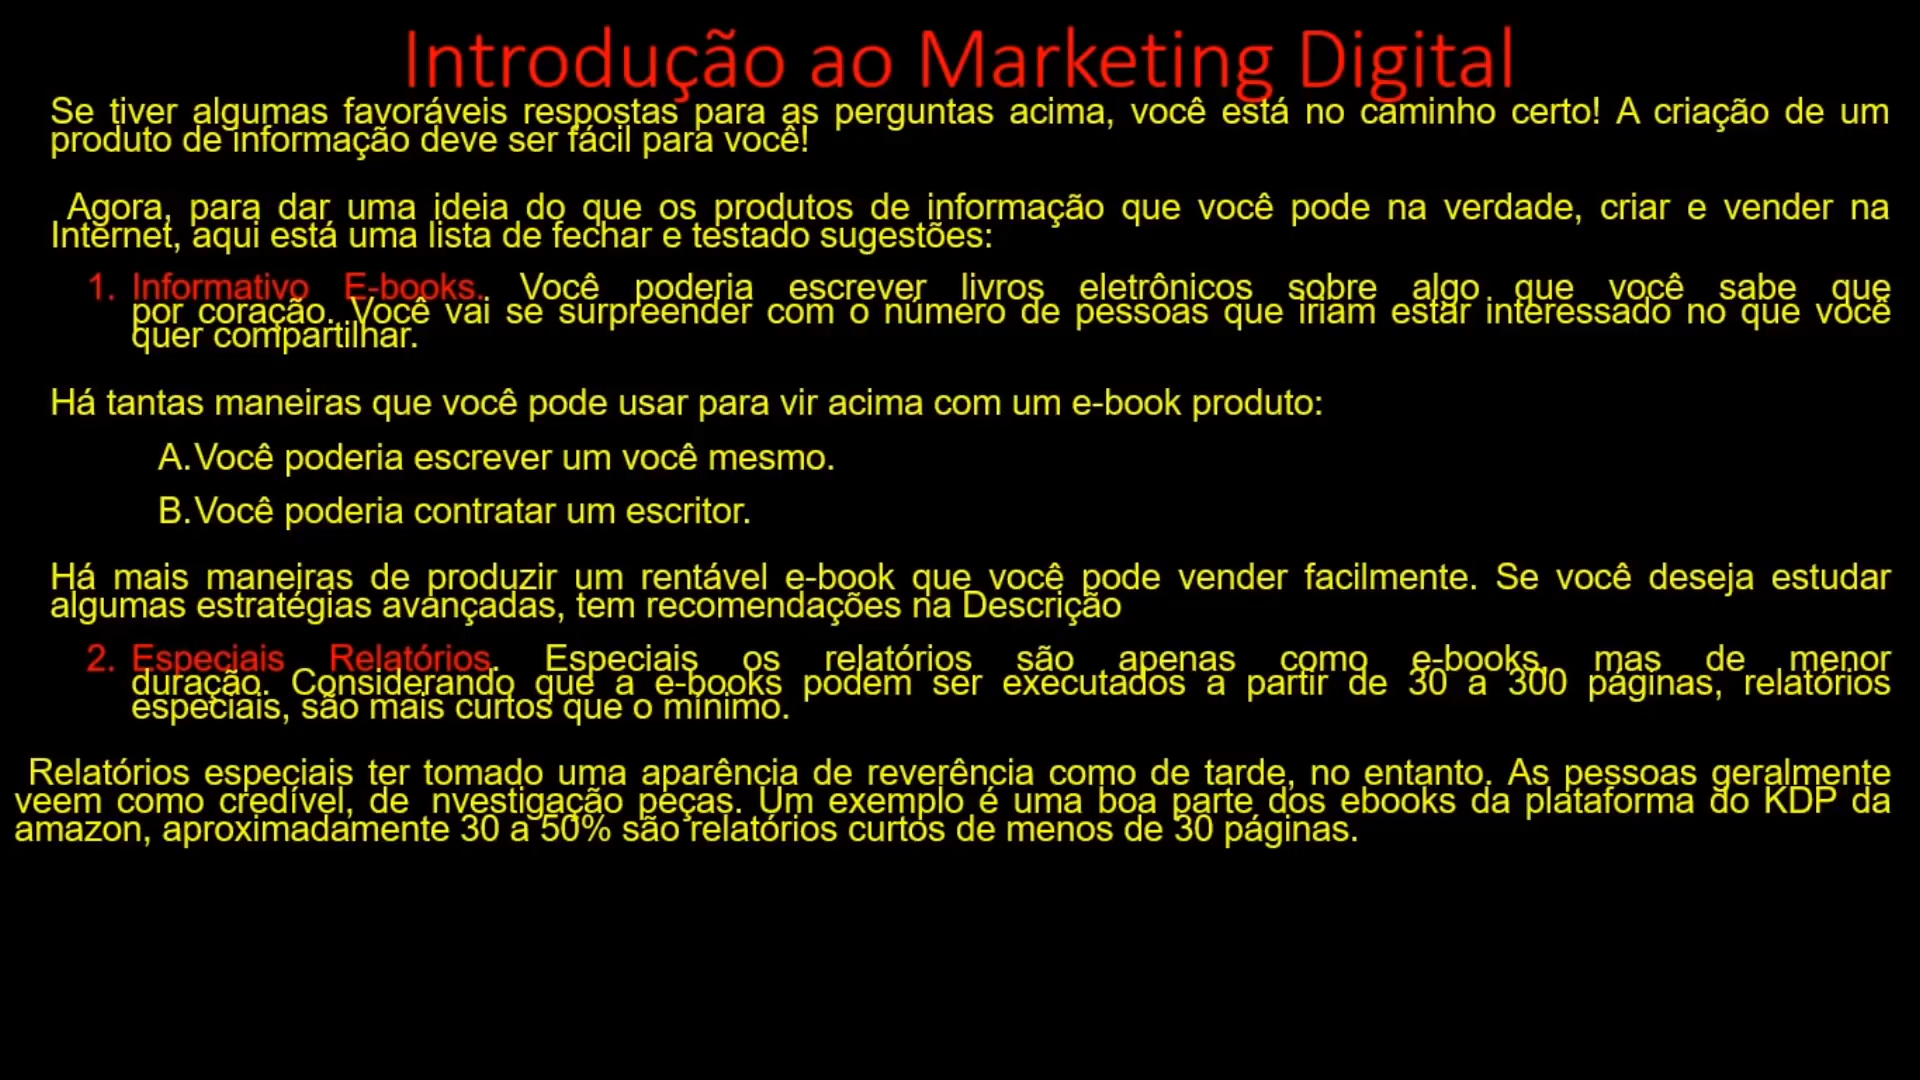 Introdução ao Marketing Digital
Se tiver algumas favoráveis respostas para as perguntas acima, você está no caminho certo! A criação de um
produto de informação deve ser fácil para você!
Agora, para dar uma ideia do que os produtos de informação que você pode na verdade, criar e vender na
Internet, aqui está uma lista de fechar e testado sugestões:
1. Informativo E-books.. Você poderia escrever livros eletrônicos sobre algo que você sabe que
por coração. Você vai se surpreender com o número de pessoas que iriam estar interessado no que você
quer compartilhar.
Há tantas maneiras que você pode usar para vir acima com um e-book produto:
A. Você poderia escrever um você mesmo.
B. Você poderia contratar um escritor.
Há mais maneiras de produzir um rentável e-book que você pode vender facilmente. Se você deseja estudar
algumas estratégias avançadas, tem recomendações na Descrição
2. Especiais Relatórios. Especiais os relatórios são apenas como e-books, mas de menor
duração. Considerando que a e-books podem ser executados a partir de 30 a 300 páginas, relatórios
especiais, são mais curtos que o mínimo.
Relatórios especiais ter tomado uma aparência de reverência como de tarde, no entanto. As pessoas geralmente
veem como credível, de nvestigação peças. Um exemplo é uma boa parte dos ebooks da plataforma do KDP da
amazon, aproximadamente 30 a 50% são relatórios curtos de menos de 30 páginas.